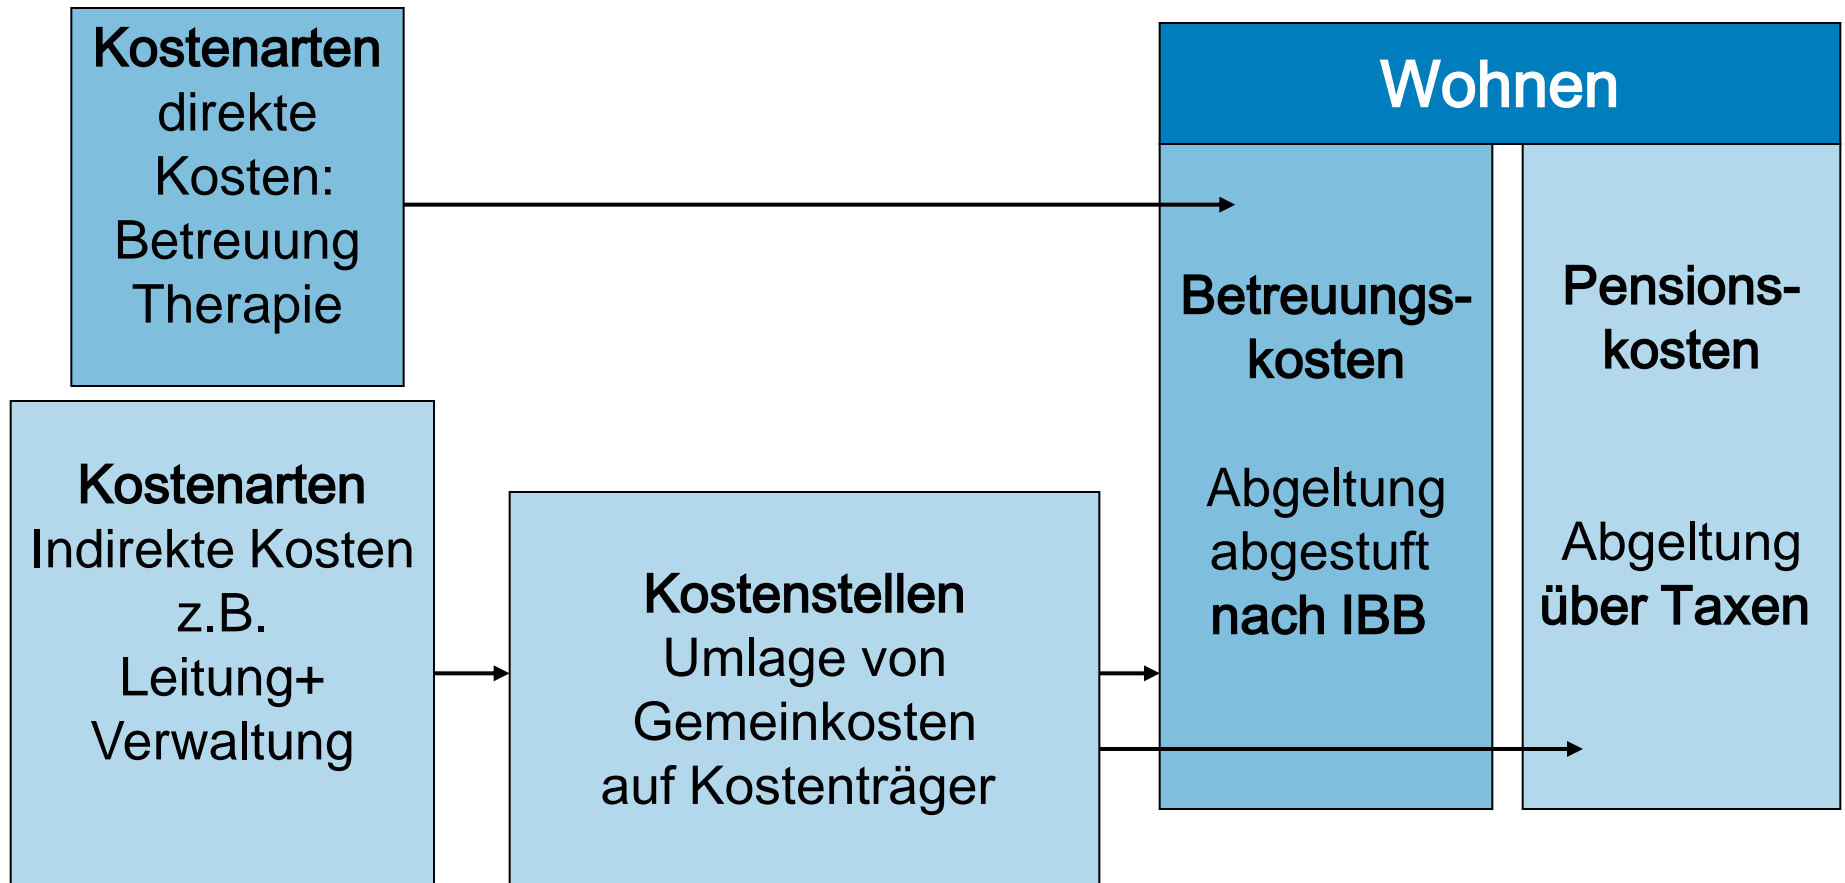 Kostenarten
direkte
Kosten:
Betreuung
Therapie
Kostenarten
Indirekte Kosten
z.B.
Leitung+
Verwaltung
Kostenstellen
Umlage von
Gemeinkosten
auf Kostenträger
Wohnen
Betreuungs-
kosten
Abgeltung
abgestuft
nach IBB
Pensions-
kosten
Abgeltung
über Taxen